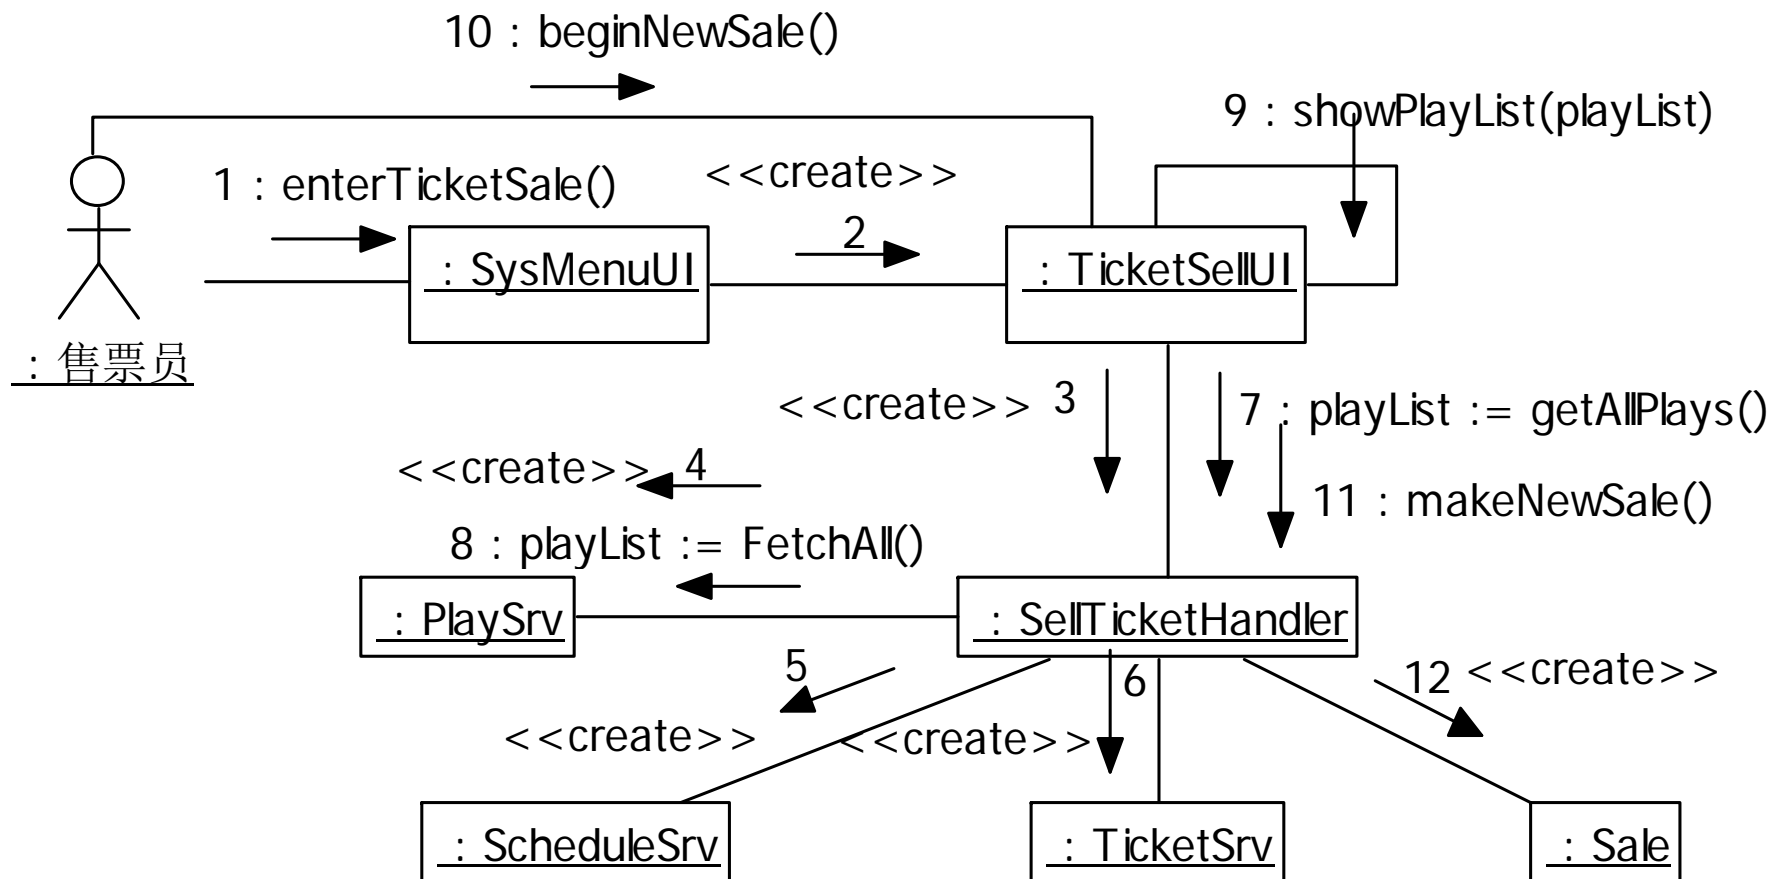 10 : beginNewSale()
9 : showPlayList(playList)
1 : enterTicketSale()
<<create>>
2
: SysMenuUI
: TicketSellUI
: 售票员
<<create>> 3
7 : playList := getAllPlays()
<<create>> 4
11 : makeNewSale()
8 : playList := FetchAll()
: PlaySrv
: SellTicketHandler
5
6
12 <<create>>
<<create>>
<<create>>
: ScheduleSrv
: TicketSrv
: Sale